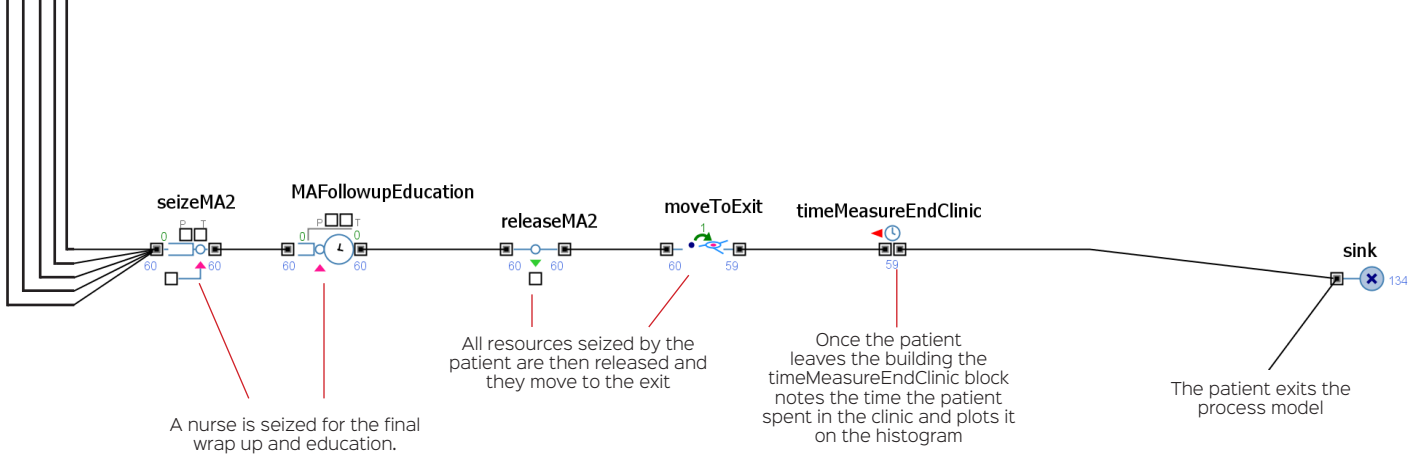 seizeMA2
MAFollowupEducation
releaseMA2
moveToExit
timeMeasureEndClinic
sink
P T
P T
0
0 0
1
60 60
60 60
60 60
60 59
59
134
A nurse is seized for the final
wrap up and education.
All resources seized by the
patient are then released and
they move to the exit
Once the patient
leaves the building the
timeMeasureEndClinic block
notes the time the patient
spent in the clinic and plots it
on the histogram
The patient exits the
process model